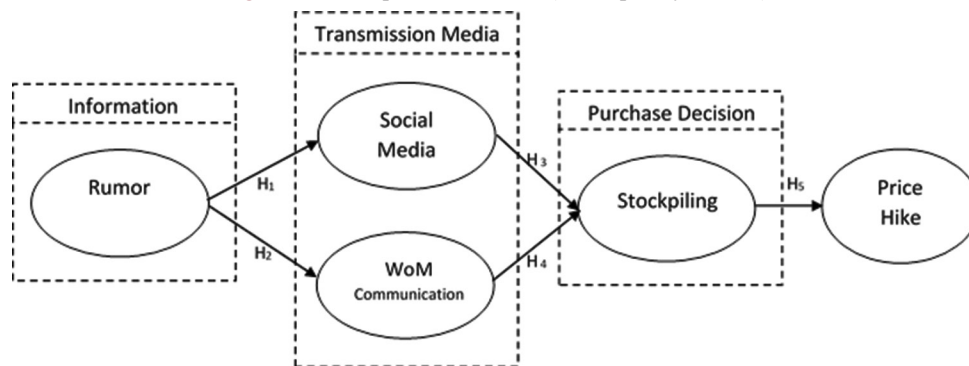 Transmission Media
Information
Social
Media
Purchase Decision
Rumor
H1
H2
H3
H4
Stockpiling
H5
Price
Hike
WoM
Communication